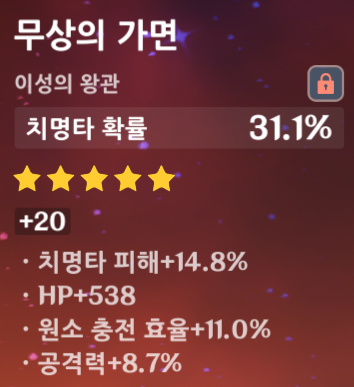 무상의 가면
이성의 왕관
치명타 확률 31.1%
+20
· 치명타 피해+14.8%
· HP+538
· 원소 충전 효율+11.0%
· 공격력+8.7%